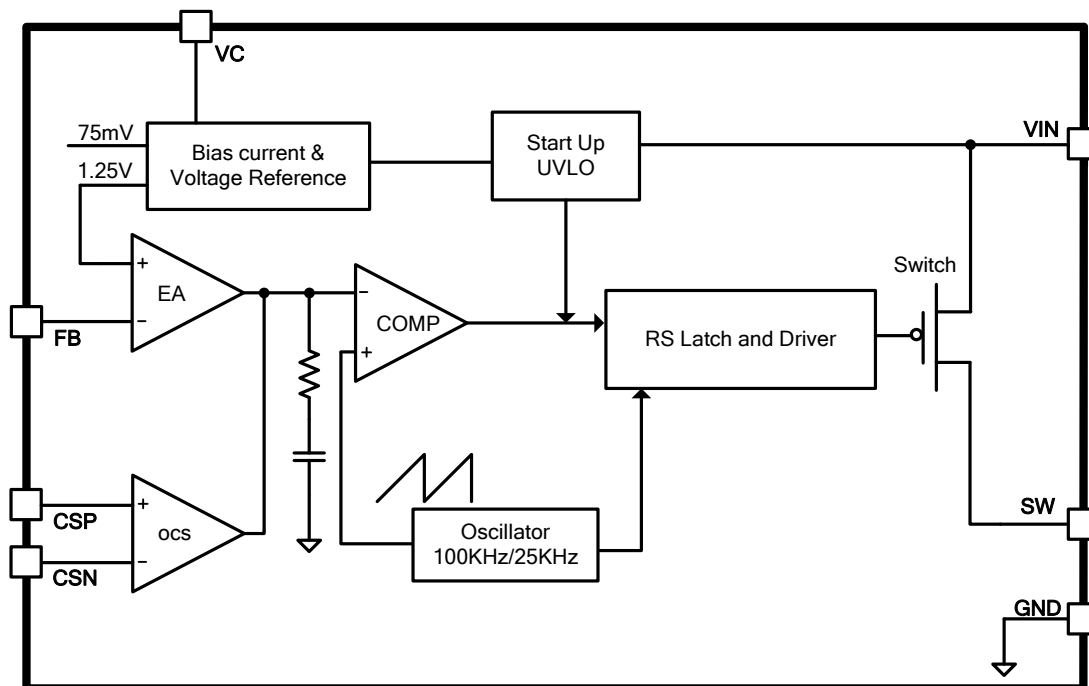 VC
75mV
1.25V
Bias current &
Voltage Reference
Start Up
UVLO
VIN
Switch
+
EA
-
FB
-
COMP
+
RS Latch and Driver
CSP
+
ocs
-
CSN
Oscillator
100KHz/25KHz
SW
GND